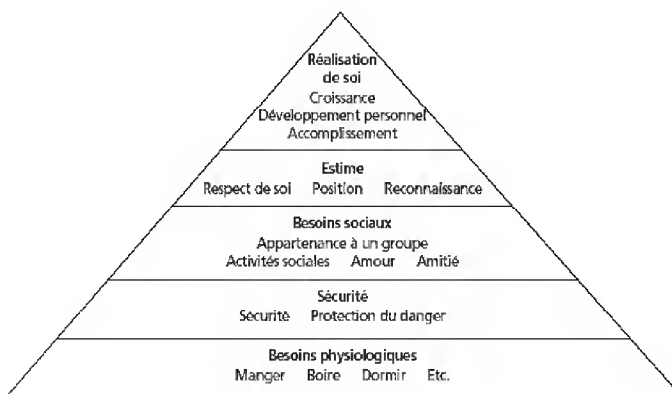 Réalisation
de soi
Croissance
Développement personnel
Accomplissement
Estime
Respect de soi Position Reconnaissance
Besoins sociaux
Appartenance à un groupe
Activités sociales Amour Amitié
Sécurité
Sécurité Protection du danger
Besoins physiologiques
Manger Boire Dormir Etc.